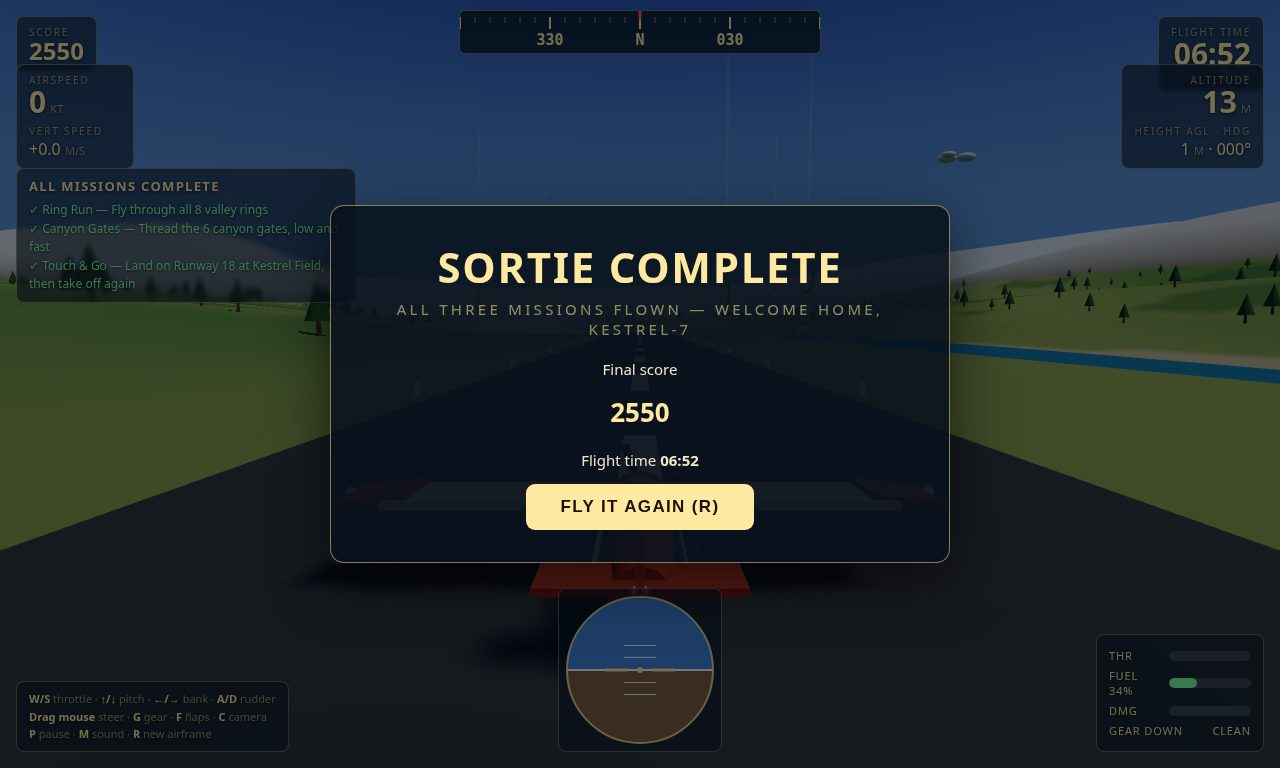 SCORE
2550
AIRSPEED
0 KT
VERT SPEED
+0.0 M/S
330 N 030
FLIGHT TIME
06:52
ALTITUDE
13 M
HEIGHT AGL · HDG
1 M · 000°
ALL MISSIONS COMPLETE
✓ Ring Run — Fly through all 8 valley rings
✓ Canyon Gates — Thread the 6 canyon gates, low and
fast
✓ Touch & Go — Land on Runway 18 at Kestrel Field,
then take off again
SORTIE COMPLETE
ALL THREE MISSIONS FLOWN — WELCOME HOME,
KESTREL-7
Final score
2550
Flight time 06:52
FLY IT AGAIN (R)
W/S throttle · ↑/↓ pitch · ←/→ bank · A/D rudder
Drag mouse steer · G gear · F flaps · C camera
P pause · M sound · R new airframe
THR
FUEL
34%
DMG
GEAR DOWN CLEAN